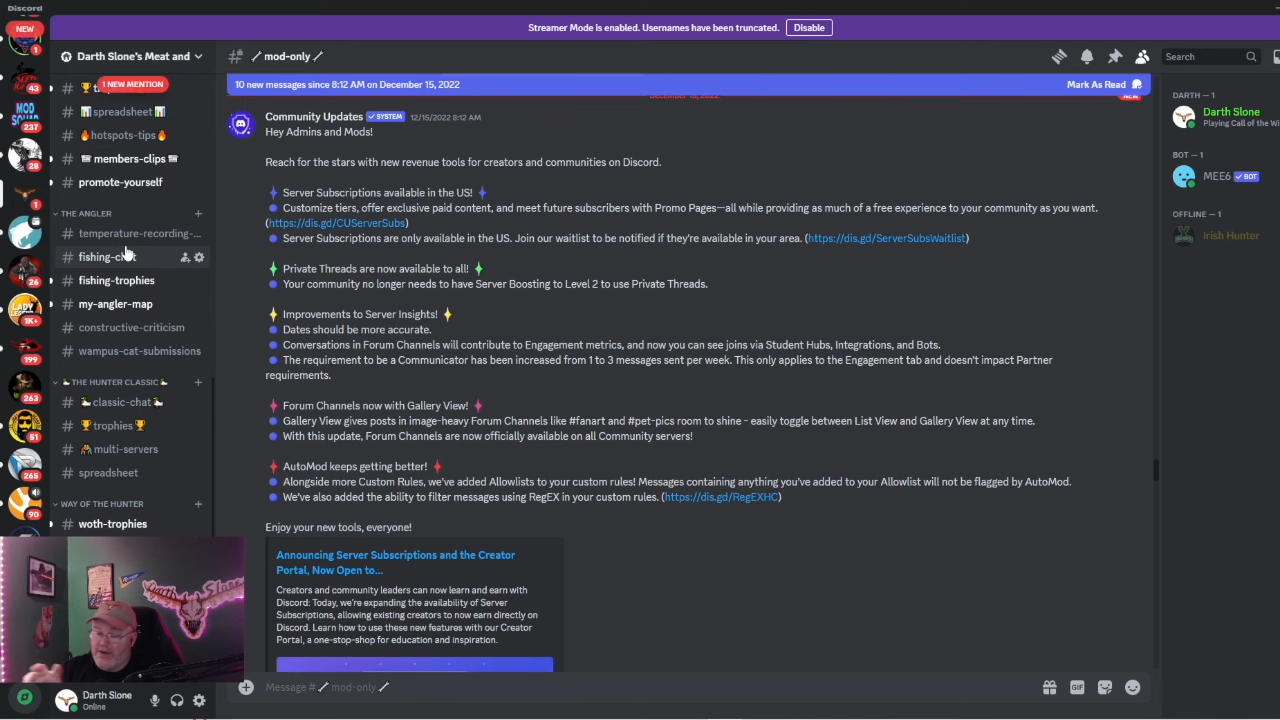 Discord
Streamer Mode is enabled. Usernames have been truncated.
Disable
NEW
1
43
MOD
SQUAD
237
28
1
26
LADY
1K+
199
263
51
265
90
Darth Slone's Meat and
1 NEW MENTION
spreadsheet
hotspots-tips
members-clips
promote-yourself
THE ANGLER
temperature-recording-...
fishing-ch t
fishing-trophies
my-angler-map
constructive-criticism
wampus-cat-submissions
THE HUNTER CLASSIC
classic-chat
trophies
multi-servers
spreadsheet
WAY OF THE HUNTER
woth-trophies
Darth Slone
Darth Slone
Online
mod-only
Search
10 new messages since 8:12 AM on December 15, 2022
Mark As Read
NEW
Community Updates SYSTEM 12/15/2022 8:12 AM
Hey Admins and Mods!
Reach for the stars with new revenue tools for creators and communities on Discord.
Server Subscriptions available in the US!
Customize tiers, offer exclusive paid content, and meet future subscribers with Promo Pages—all while providing as much of a free experience to your community as you want.
(https://dis.gd/CUServerSubs)
Server Subscriptions are only available in the US. Join our waitlist to be notified if they're available in your area. (https://dis.gd/ServerSubsWaitlist)
Private Threads are now available to all!
Your community no longer needs to have Server Boosting to Level 2 to use Private Threads.
Improvements to Server Insights!
Dates should be more accurate.
Conversations in Forum Channels will contribute to Engagement metrics, and now you can see joins via Student Hubs, Integrations, and Bots.
The requirement to be a Communicator has been increased from 1 to 3 messages sent per week. This only applies to the Engagement tab and doesn't impact Partner
requirements.
Forum Channels now with Gallery View!
Gallery View gives posts in image-heavy Forum Channels like #fanart and #pet-pics room to shine - easily toggle between List View and Gallery View at any time.
With this update, Forum Channels are now officially available on all Community servers!
AutoMod keeps getting better!
Alongside more Custom Rules, we've added Allowlists to your custom rules! Messages containing anything you've added to your Allowlist will not be flagged by AutoMod.
We've also added the ability to filter messages using RegEX in your custom rules. (https://dis.gd/RegEXHC)
Enjoy your new tools, everyone!
Announcing Server Subscriptions and the Creator
Portal, Now Open to...
Creators and community leaders can now learn and earn with
Discord: Today, we're expanding the availability of Server
Subscriptions, allowing existing creators to now earn directly on
Discord. Learn how to use these new features with our Creator
Portal, a one-stop-shop for education and inspiration.
Message # mod-only
GIF
DARTH — 1
Darth Slone
Playing Call of the Wi
BOT — 1
MEE6 BOT
OFFLINE — 1
Irish Hunter